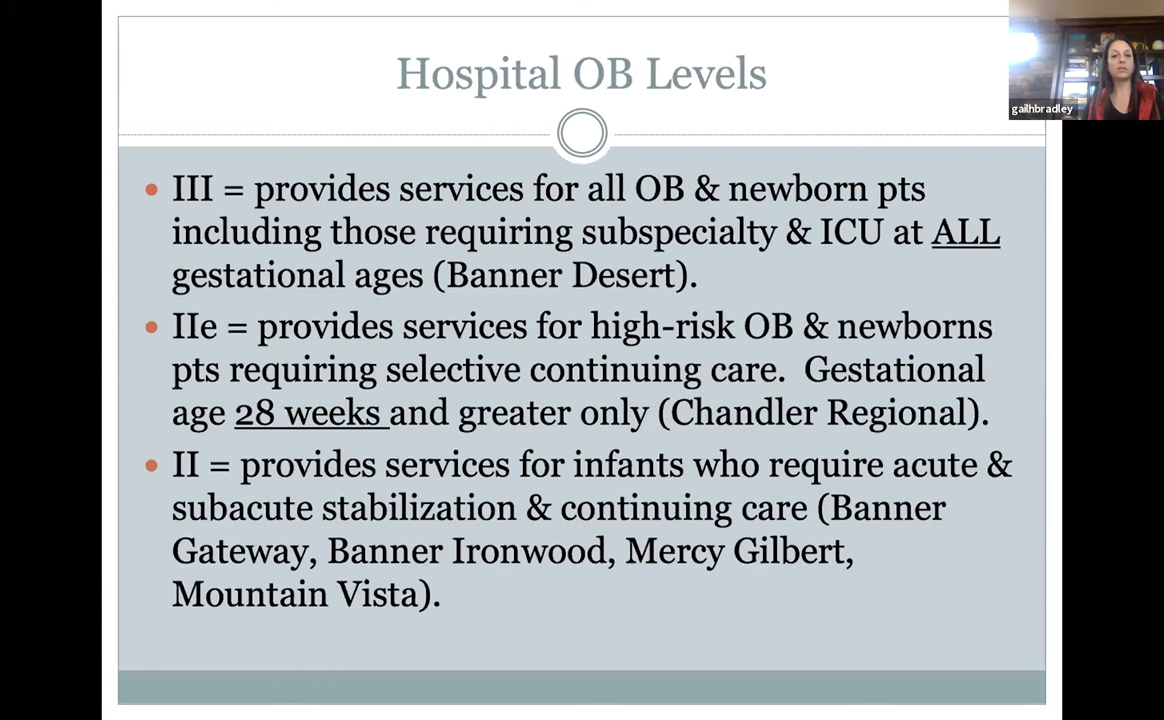 Hospital OB Levels
gailhbradley
• III = provides services for all OB & newborn pts
including those requiring subspecialty & ICU at ALL
gestational ages (Banner Desert).
• IIe = provides services for high-risk OB & newborns
pts requiring selective continuing care.  Gestational
age 28 weeks and greater only (Chandler Regional).
• II = provides services for infants who require acute &
subacute stabilization & continuing care (Banner
Gateway, Banner Ironwood, Mercy Gilbert,
Mountain Vista).